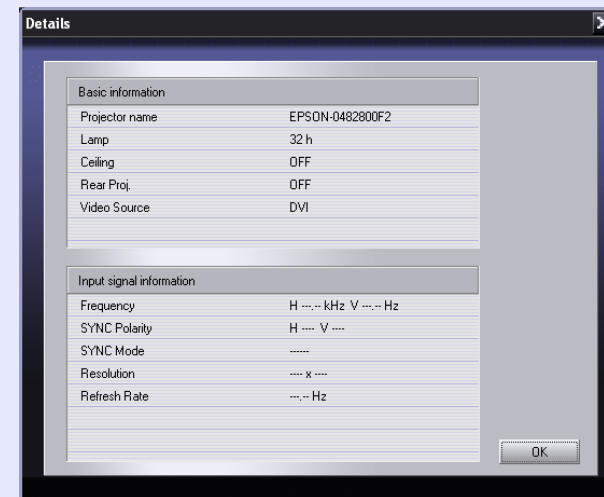 Details
Basic information
Projector name EPSON-0482800F2
Lamp 32 h
Ceiling OFF
Rear Proj. OFF
Video Source DVI
Input signal information
Frequency H ---.-- kHz V ---.-- Hz
SYNC Polarity H ---- V ----
SYNC Mode ------
Resolution ---- x ----
Refresh Rate ---.-- Hz
OK